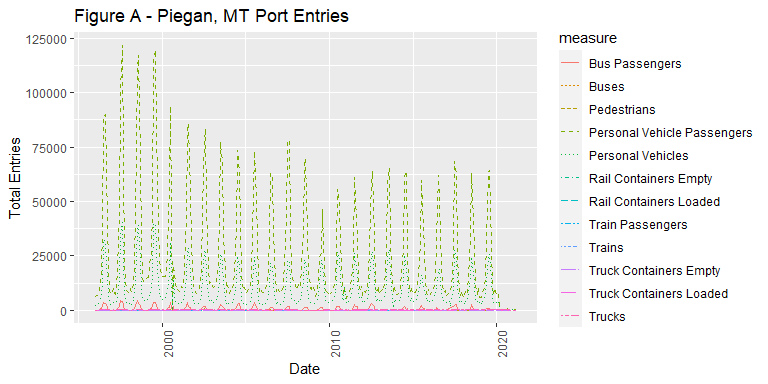 Figure A - Piegan, MT Port Entries
125000
100000
75000
50000
25000
0
Total Entries
2000
2010
2020
Date
measure
Bus Passengers
Buses
Pedestrians
Personal Vehicle Passengers
Personal Vehicles
Rail Containers Empty
Rail Containers Loaded
Train Passengers
Trains
Truck Containers Empty
Truck Containers Loaded
Trucks